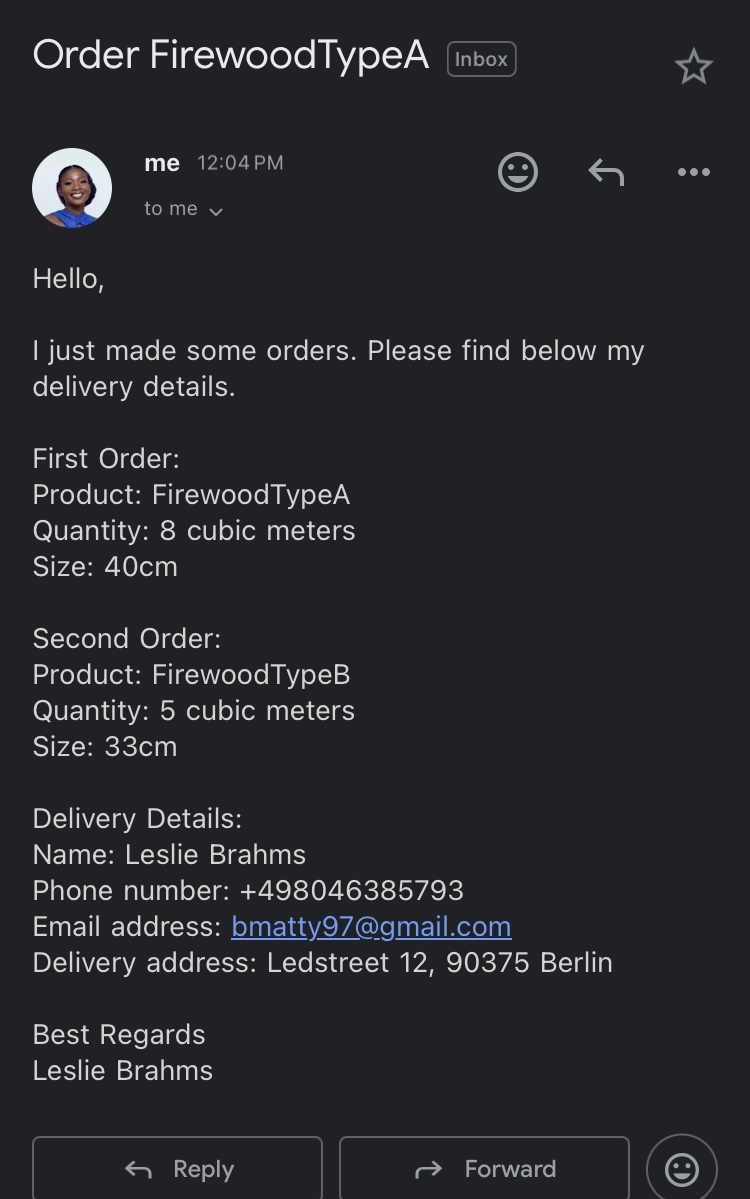 Order FirewoodTypeA Inbox
me 12:04 PM
to me
Hello,
I just made some orders. Please find below my
delivery details.
First Order:
Product: FirewoodTypeA
Quantity: 8 cubic meters
Size: 40cm
Second Order:
Product: FirewoodTypeB
Quantity: 5 cubic meters
Size: 33cm
Delivery Details:
Name: Leslie Brahms
Phone number: +498046385793
Email address: bmatty97@gmail.com
Delivery address: Ledstreet 12, 90375 Berlin
Best Regards
Leslie Brahms
Reply Forward